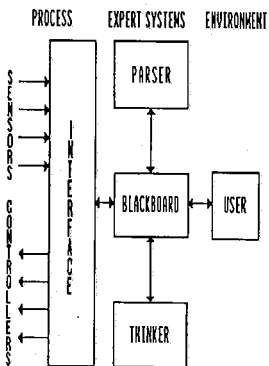 PROCESS EXPERT SYSTEMS ENVIRONMENT
PARSER
SENSORS
INTERFACE
BLACKBOARD
USER
CONTROLLERS
THINKER